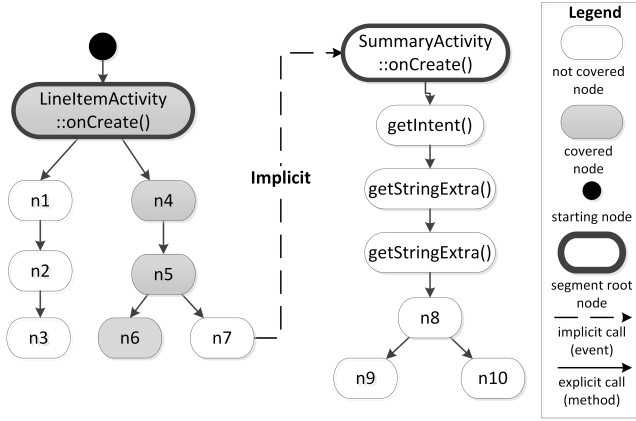 LineItemActivity
::onCreate()
n1
n2
n3
n4
n5
n6
n7
Implicit
SummaryActivity
::onCreate()
getIntent()
getStringExtra()
getStringExtra()
n8
n9
n10
Legend
not covered
node
covered
node
starting node
segment root
node
implicit call
(event)
explicit call
(method)